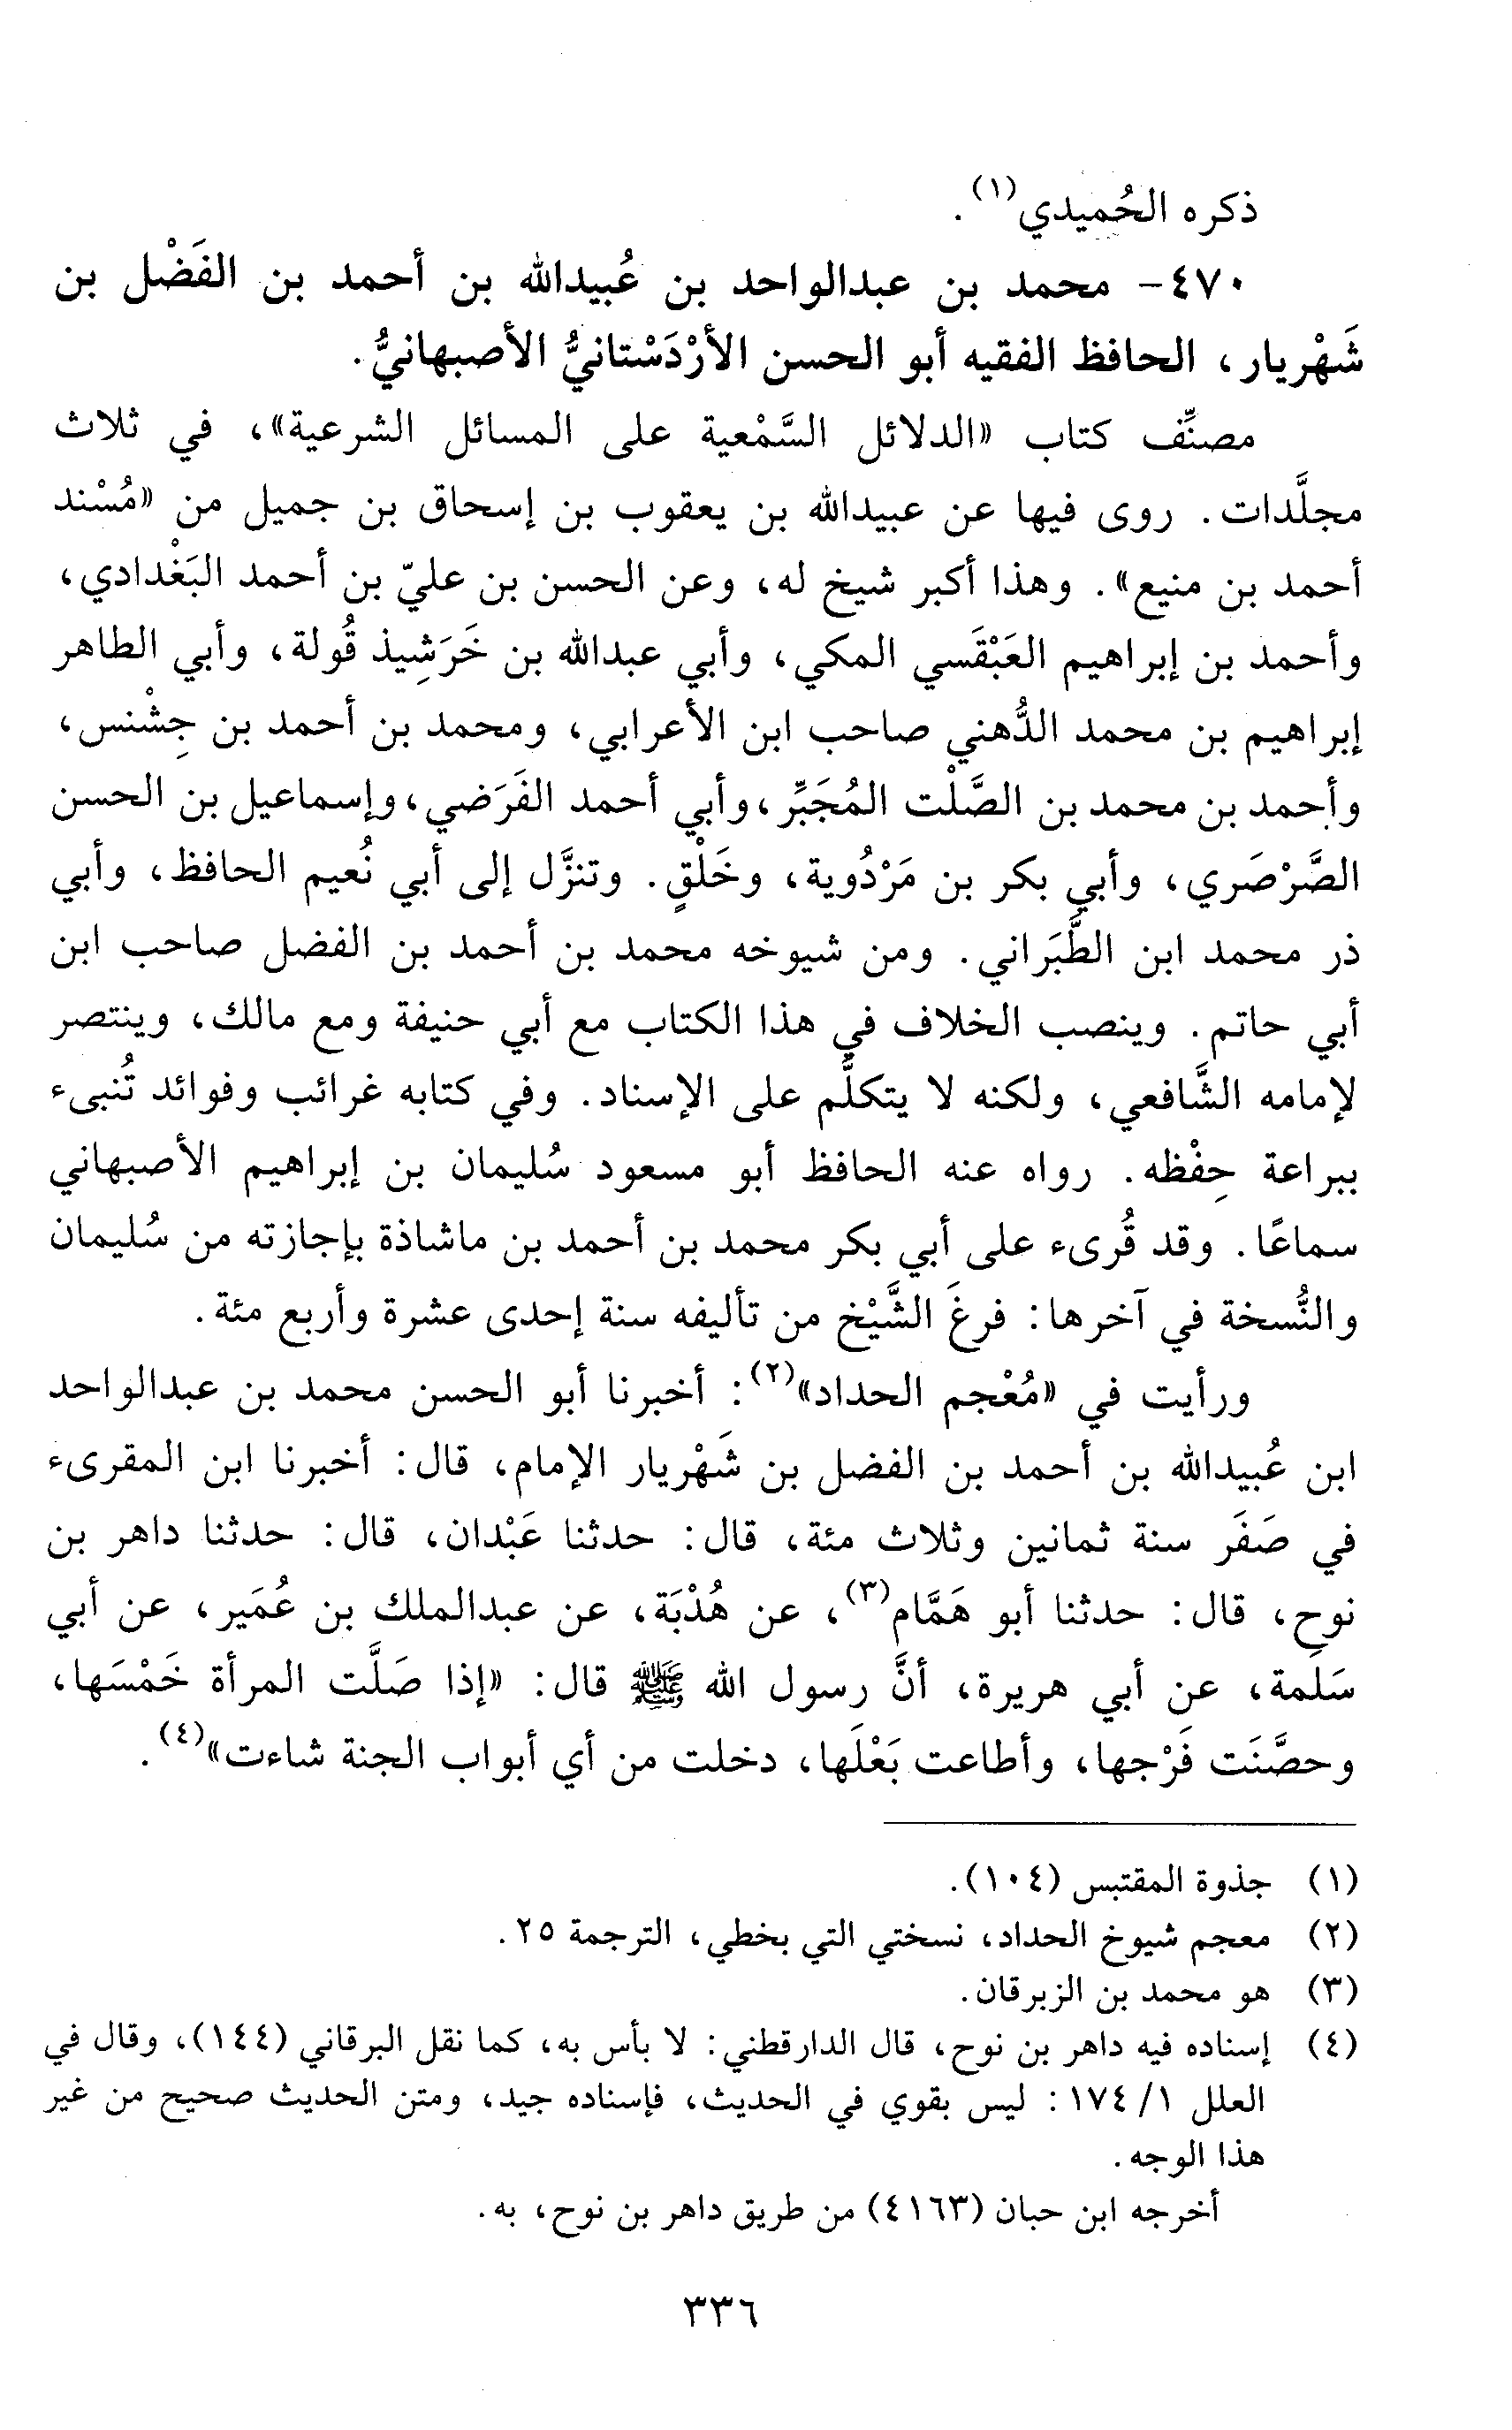 ذكره الحُميدي(١).
٤٧٠- محمد بن عبدالواحد بن عُبيدالله بن أحمد بن الفَضْل بن
شَهْريار، الحافظ الفقيه أبو الحسن الأرْدَسْتانيُّ الأصبهانيُّ.
مصنِّف كتاب «الدلائل السَّمْعية على المسائل الشرعية»، في ثلاث
مجلَّدات. روى فيها عن عبيدالله بن يعقوب بن إسحاق بن جميل من «مُسْند
أحمد بن منيع». وهذا أكبر شيخ له، وعن الحسن بن عليّ بن أحمد البَغْدادي،
وأحمد بن إبراهيم العَبْقَسي المكي، وأبي عبدالله بن خَرَشِيذ قُولة، وأبي الطاهر
إبراهيم بن محمد الدُّهني صاحب ابن الأعرابي، ومحمد بن أحمد بن جِشْنس،
وأحمد بن محمد بن الصَّلْت المُجَبِّر، وأبي أحمد الفَرَضي، وإسماعيل بن الحسن
الصَّرْصَري، وأبي بكر بن مَرْدُوية، وخَلْقٍ. وتنزَّل إلى أبي نُعيم الحافظ، وأبي
ذر محمد ابن الطَّبَراني. ومن شيوخه محمد بن أحمد بن الفضل صاحب ابن
أبي حاتم. وينصب الخلاف في هذا الكتاب مع أبي حنيفة ومع مالك، وينتصر
لإمامه الشَّافعي، ولكنه لا يتكلَّم على الإسناد. وفي كتابه غرائب وفوائد تُنبىء
ببراعة حِفْظه. رواه عنه الحافظ أبو مسعود سُليمان بن إبراهيم الأصبهاني
سماعًا. وقد قُرىء على أبي بكر محمد بن أحمد بن ماشاذة بإجازته من سُليمان
والنُّسخة في آخرها: فرغَ الشَّيْخ من تأليفه سنة إحدى عشرة وأربع مئة.
ورأيت في «مُعْجم الحداد»(٢): أخبرنا أبو الحسن محمد بن عبدالواحد
ابن عُبيدالله بن أحمد بن الفضل بن شَهْريار الإمام، قال: أخبرنا ابن المقرىء
في صَفَر سنة ثمانين وثلاث مئة، قال: حدثنا عَبْدان، قال: حدثنا داهر بن
نوحِ، قال: حدثنا أبو هَمَّام(٣)، عن هُدْبَة، عن عبدالملك بن عُمَير، عن أبي
سَلمة، عن أبي هريرة، أنَّ رسول الله ﷺ قال: «إذا صَلَّت المرأة خَمْسَها،
وحصَّنَت فَرْجها، وأطاعت بَعْلَها، دخلت من أي أبواب الجنة شاءت»(٤).
(١) جذوة المقتبس (١٠٤).
(٢) معجم شيوخ الحداد، نسختي التي بخطي، الترجمة ٢٥.
(٣) هو محمد بن الزبرقان.
(٤) إسناده فيه داهر بن نوح، قال الدارقطني: لا بأس به، كما نقل البرقاني (١٤٤)، وقال في
العلل ١/ ١٧٤: ليس بقوي في الحديث، فإسناده جيد، ومتن الحديث صحيح من غير
هذا الوجه.
أخرجه ابن حبان (٤١٦٣) من طريق داهر بن نوح، به.
٣٣٦